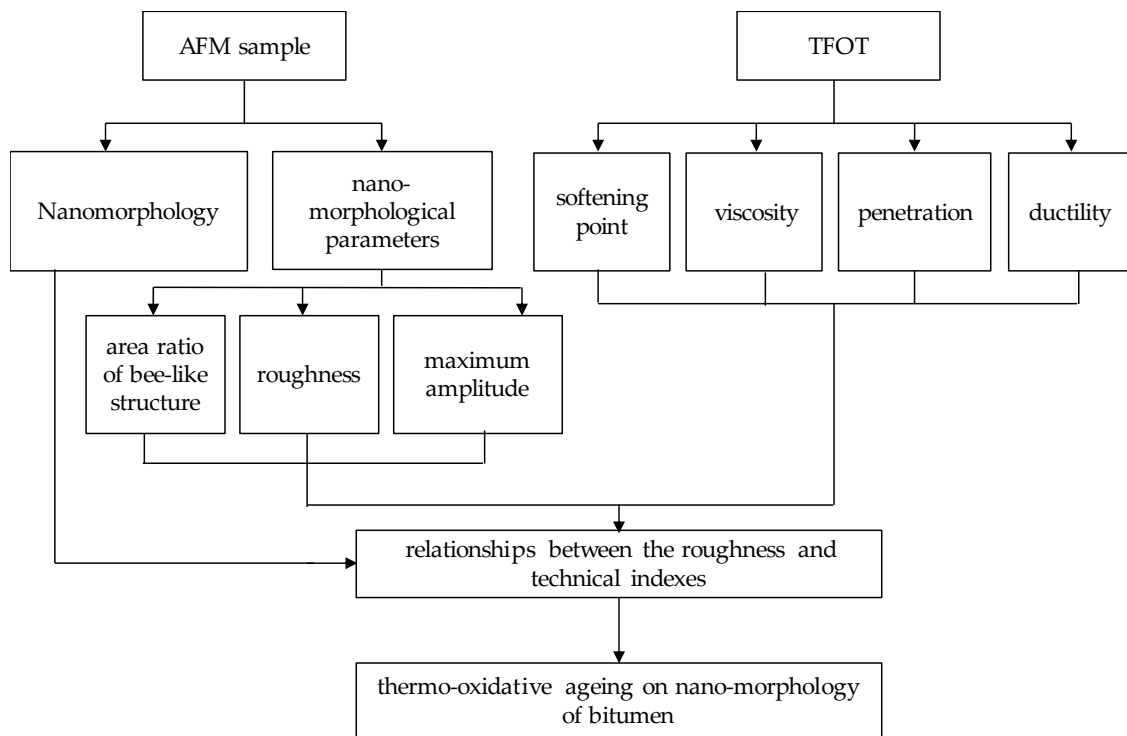 AFM sample
TFOT
Nanomorphology
nano-
morphological
parameters
softening
point
viscosity
penetration
ductility
area ratio
of bee-like
structure
roughness
maximum
amplitude
relationships between the roughness and
technical indexes
thermo-oxidative ageing on nano-morphology
of bitumen